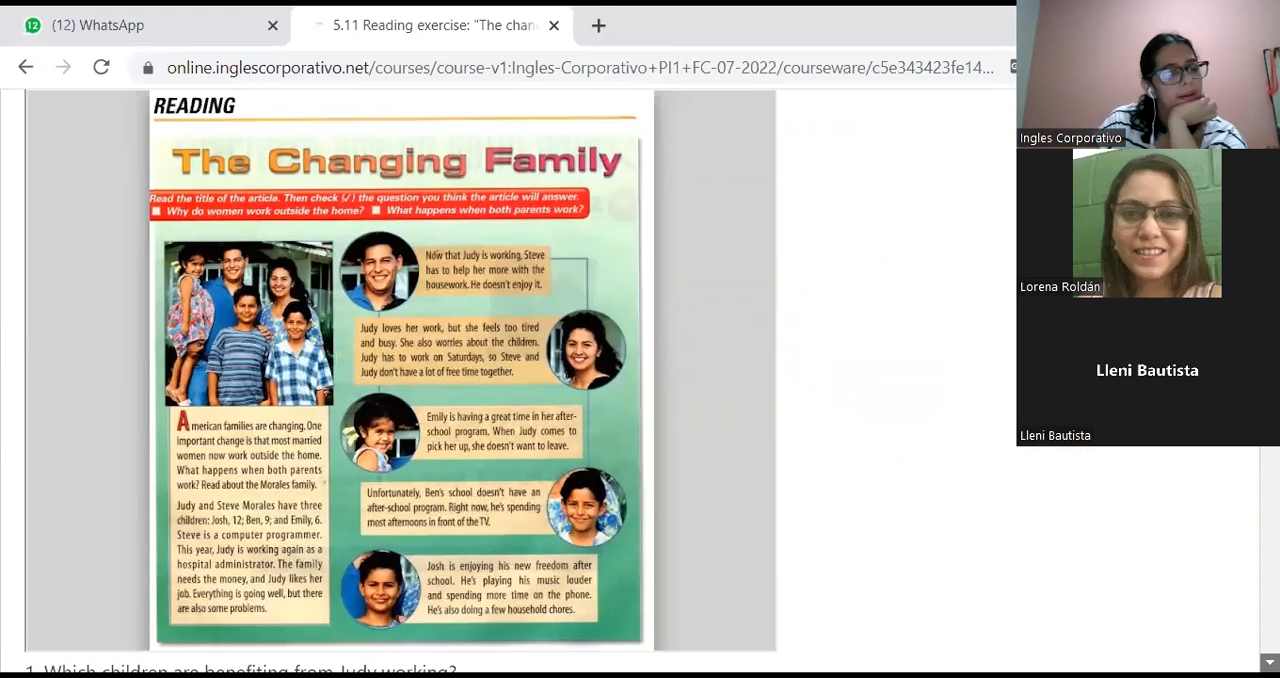 (12) WhatsApp
5.11 Reading exercise: "The chan
online.inglescorporativo.net/courses/course-v1:Ingles-Corporativo+PI1+FC-07-2022/courseware/c5e343423fe14...
READING
The Changing Family
Read the title of the article. Then check (✓) the question you think the article will answer.
Why do women work outside the home? What happens when both parents work?
Now that Judy is working, Steve
has to help her more with the
housework. He doesn't enjoy it.
Judy loves her work, but she feels too tired
and busy. She also worries about the children.
Judy has to work on Saturdays, so Steve and
Judy don't have a lot of free time together.
Emily is having a great time in her after-
school program. When Judy comes to
pick her up, she doesn't want to leave.
Unfortunately, Ben's school doesn't have an
after-school program. Right now, he's spending
most afternoons in front of the TV.
Josh is enjoying his new freedom after
school. He's playing his music louder
and spending more time on the phone.
He's also doing a few household chores.
American families are changing. One
important change is that most married
women now work outside the home.
What happens when both parents
work? Read about the Morales family.
Judy and Steve Morales have three
children: Josh, 12; Ben, 9; and Emily, 6.
Steve is a computer programmer.
This year, Judy is working again as a
hospital administrator. The family
needs the money, and Judy likes her
job. Everything is going well, but there
are also some problems.
1. Which children are benefiting from Judy working?
Ingles Corporativo
Lorena Roldán
Lleni Bautista
Lleni Bautista